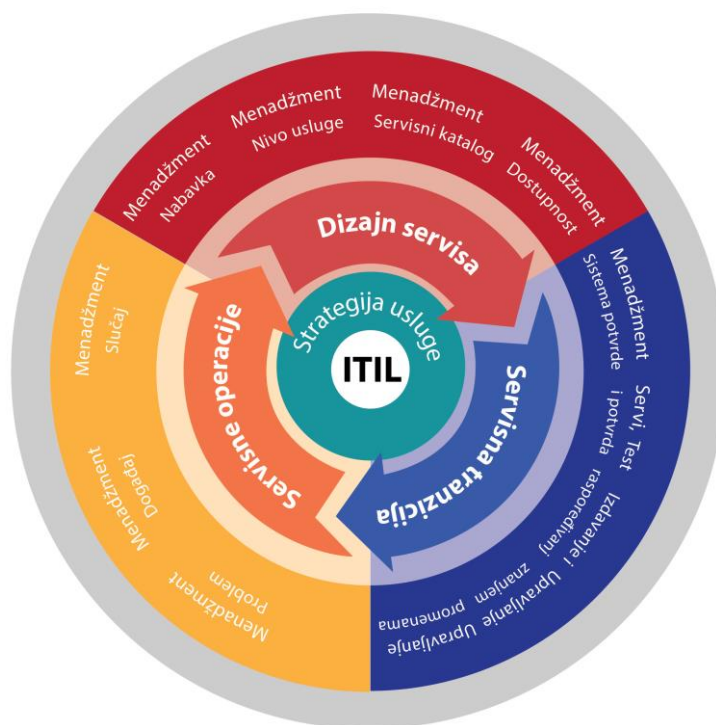 Menadžment
Nabavka
Menadžment
Nivo usluge
Menadžment
Servisni katalog
Menadžment
Dostupnost
Menadžment
Sistema potvrde
Servi, Test
i potvrda
Izdavanje i
raspoređivanj
Upravljanje
znanjem
Upravljanje
promenama
Menadžment
Problem
Menadžment
Događaj
Menadžment
Slučaj
Dizajn servisa
Servisna tranzicija
Servisne operacije
Strategija usluge
ITIL